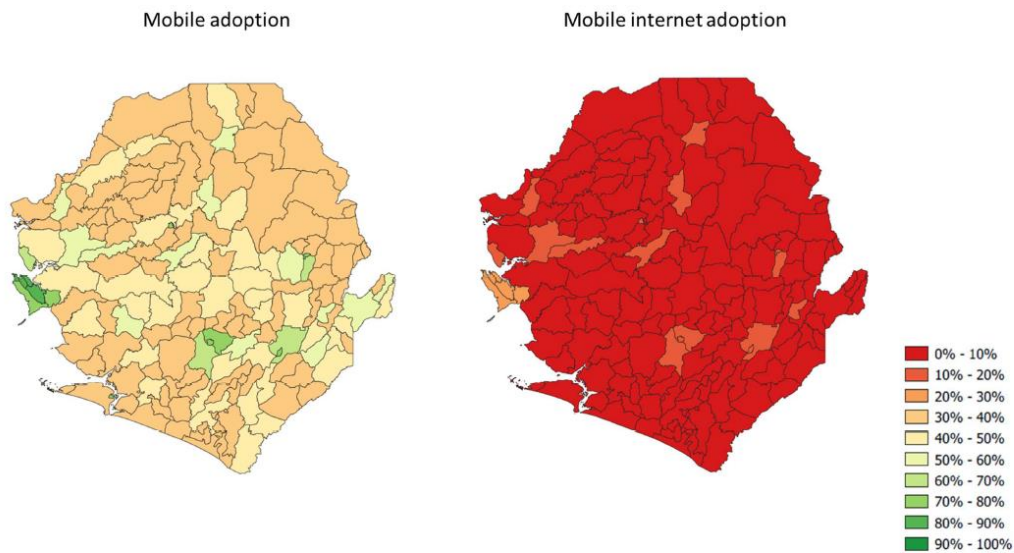 Mobile adoption
Mobile internet adoption
0% - 10%
10% - 20%
20% - 30%
30% - 40%
40% - 50%
50% - 60%
60% - 70%
70% - 80%
80% - 90%
90% - 100%